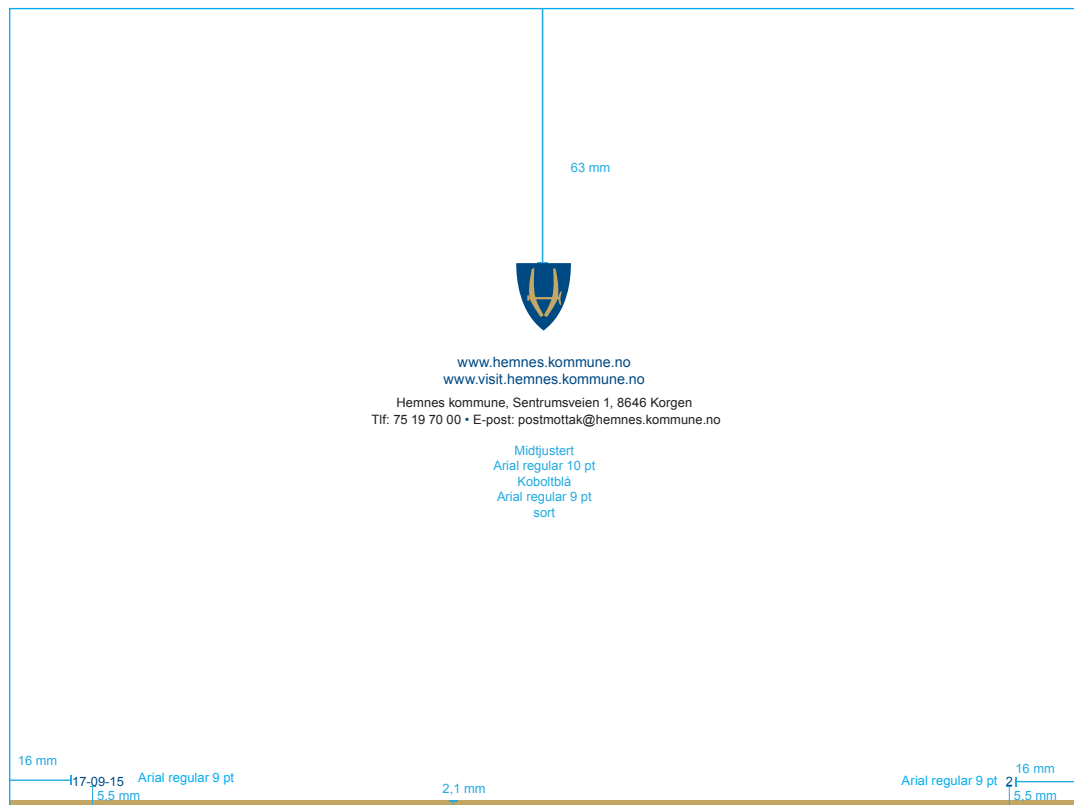 63 mm
www.hemnes.kommune.no
www.visit.hemnes.kommune.no
Hemnes kommune, Sentrumsveien 1, 8646 Korgen
Tlf: 75 19 70 00 • E-post: postmottak@hemnes.kommune.no
Midtjustert
Arial regular 10 pt
Koboltblå
Arial regular 9 pt
sort
16 mm
17-09-15 Arial regular 9 pt
5,5 mm
2,1 mm
16 mm
Arial regular 9 pt 2
5,5 mm